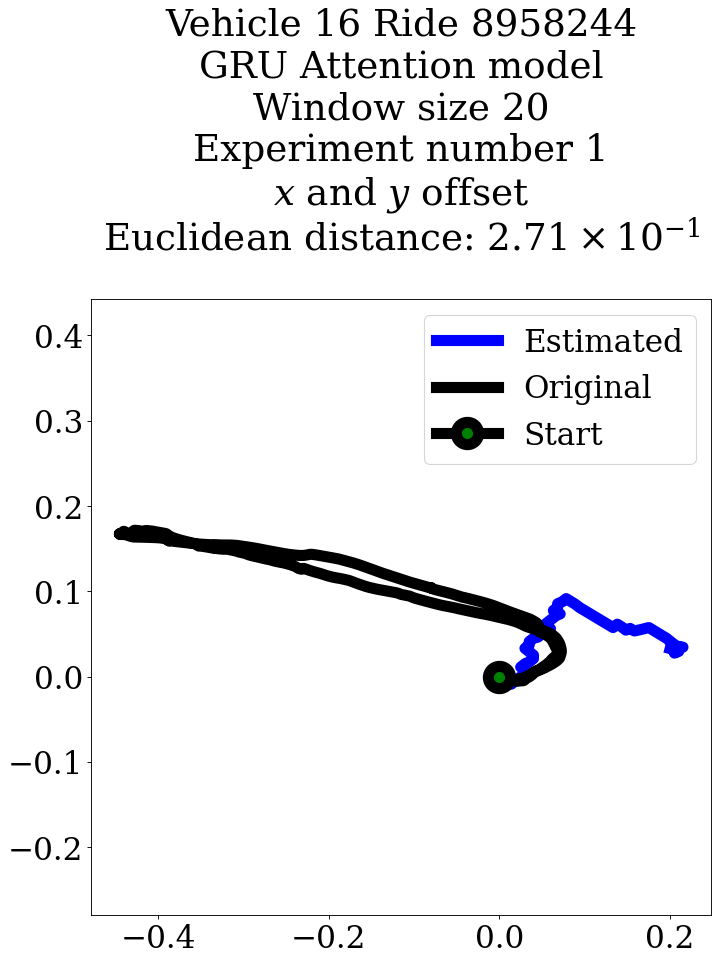 Vehicle 16 Ride 8958244
GRU Attention model
Window size 20
Experiment number 1
x and y offset
Euclidean distance: 2.71 × 10⁻¹
Estimated
Original
Start
0.4
0.3
0.2
0.1
0.0
−0.1
−0.2
−0.4
−0.2
0.0
0.2